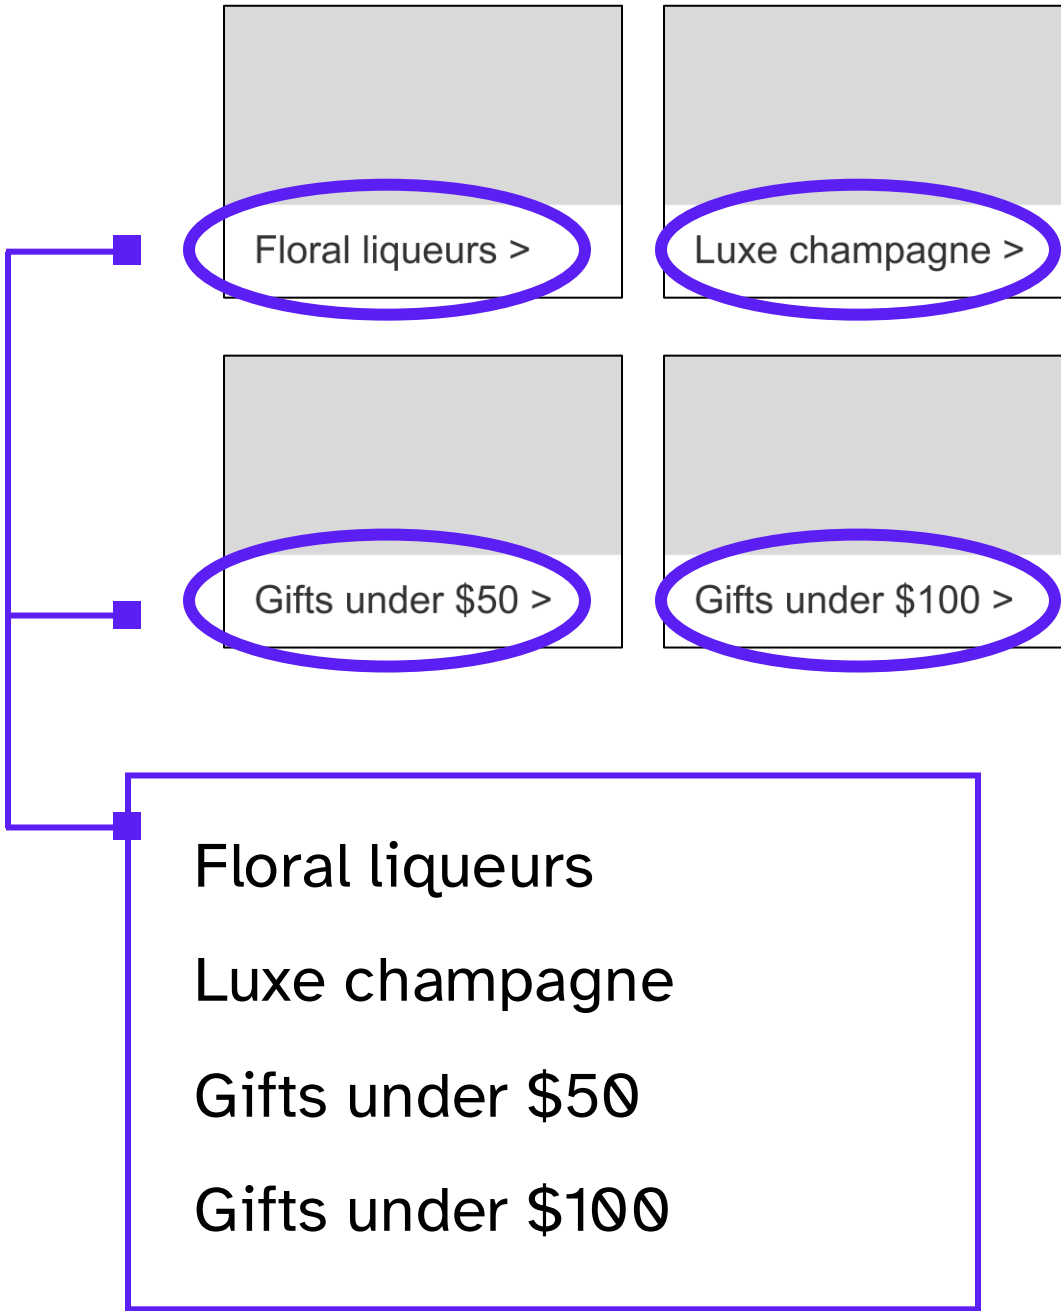 Floral liqueurs >
Luxe champagne >
Gifts under $50 >
Gifts under $100 >
Floral liqueurs
Luxe champagne
Gifts under $50
Gifts under $100